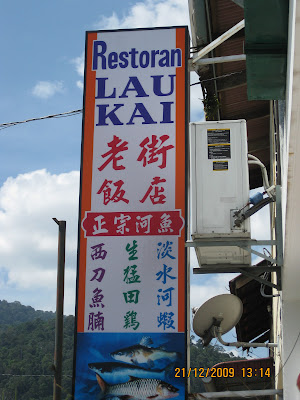 Restoran
LAU
KAI
老街
飯店
正宗河魚
西刀魚腩
生猛田鷄
淡水河蝦
21/12/2009 13:14